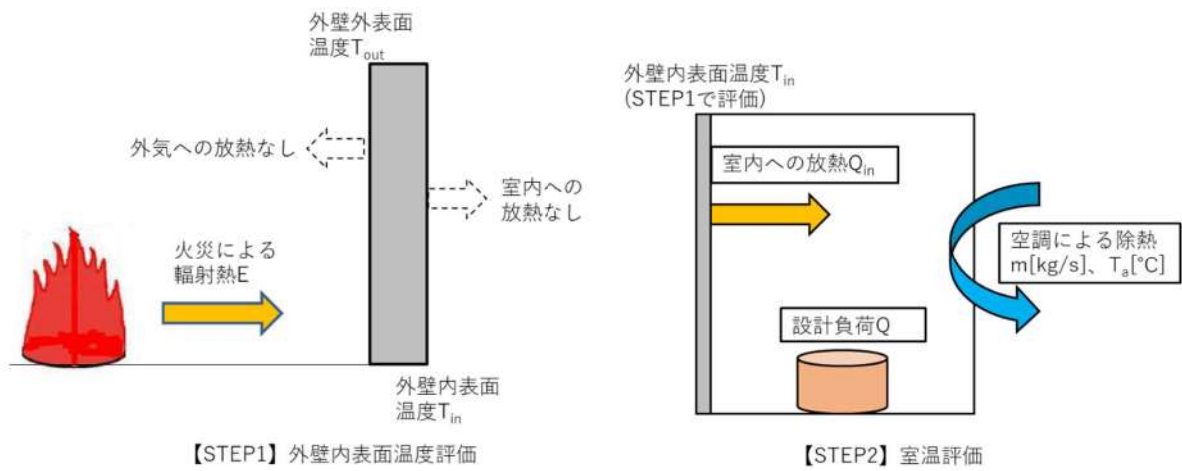 外壁外表面
温度Tout
外気への放熱なし
室内への
放熱なし
火災による
輻射熱E
外壁内表面
温度Tin
【STEP1】外壁内表面温度評価
外壁内表面温度Tin
(STEP1で評価)
室内への放熱Qin
空調による除熱
m[kg/s]、Ta[°C]
設計負荷Q
【STEP2】室温評価